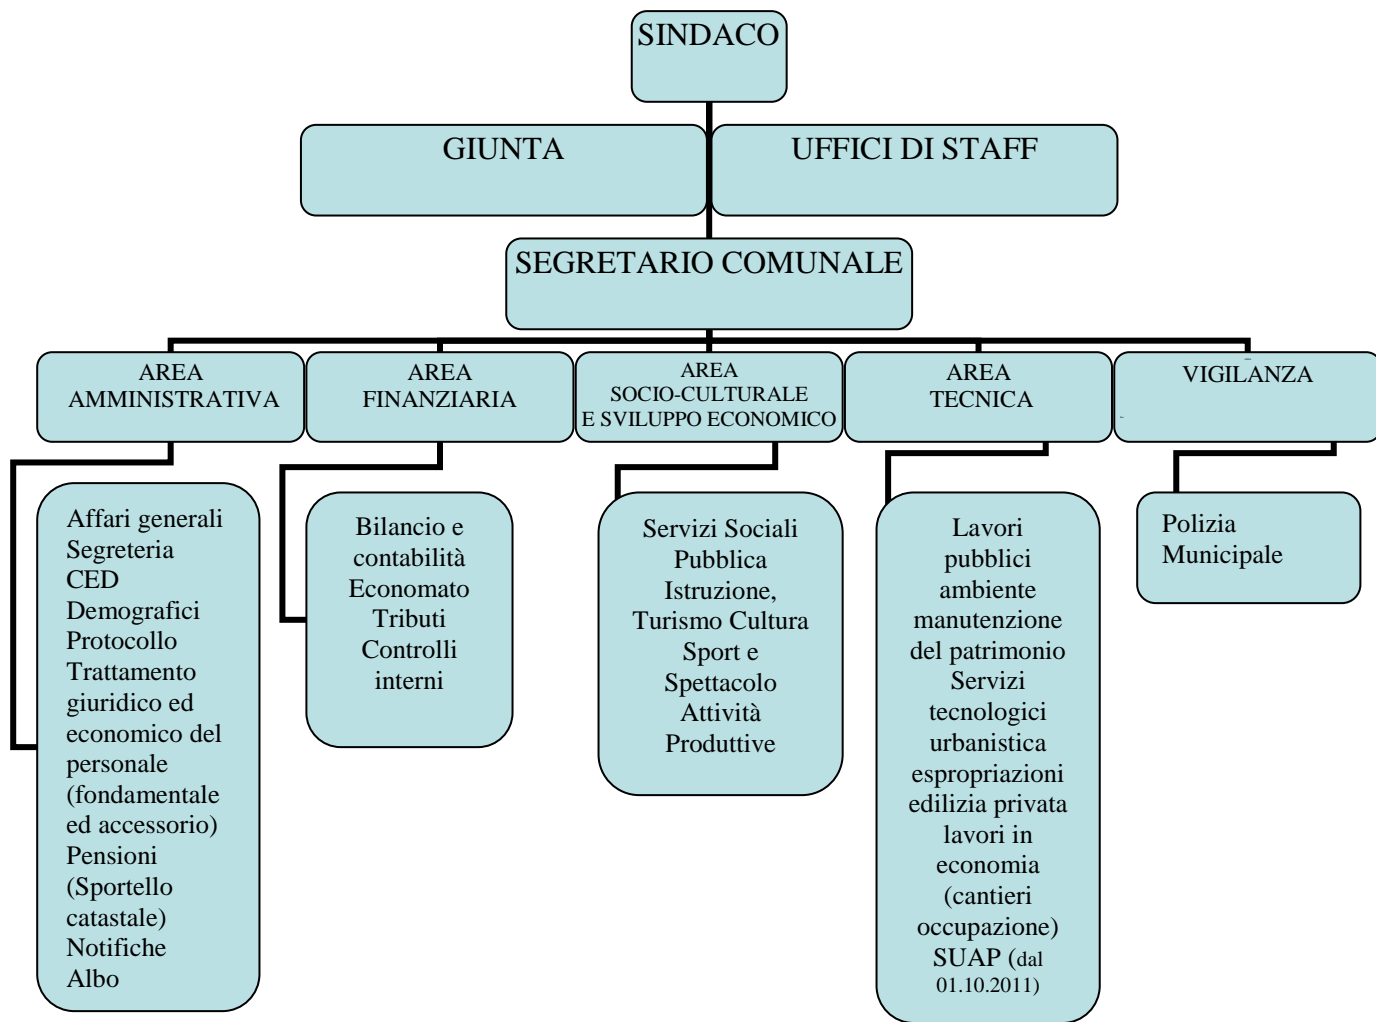 SINDACO
GIUNTA
UFFICI DI STAFF
SEGRETARIO COMUNALE
AREA
AMMINISTRATIVA
AREA
FINANZIARIA
AREA
SOCIO-CULTURALE
E SVILUPPO ECONOMICO
AREA
TECNICA
VIGILANZA
Affari generali
Segreteria
CED
Demografici
Protocollo
Trattamento
giuridico ed
economico del
personale
(fondamentale
ed accessorio)
Pensioni
(Sportello
catastale)
Notifiche
Albo
Bilancio e
contabilità
Economato
Tributi
Controlli
interni
Servizi Sociali
Pubblica
Istruzione,
Turismo Cultura
Sport e
Spettacolo
Attività
Produttive
Lavori
pubblici
ambiente
manutenzione
del patrimonio
Servizi
tecnologici
urbanistica
espropriazioni
edilizia privata
lavori in
economia
(cantieri
occupazione)
SUAP (dal
01.10.2011)
Polizia
Municipale